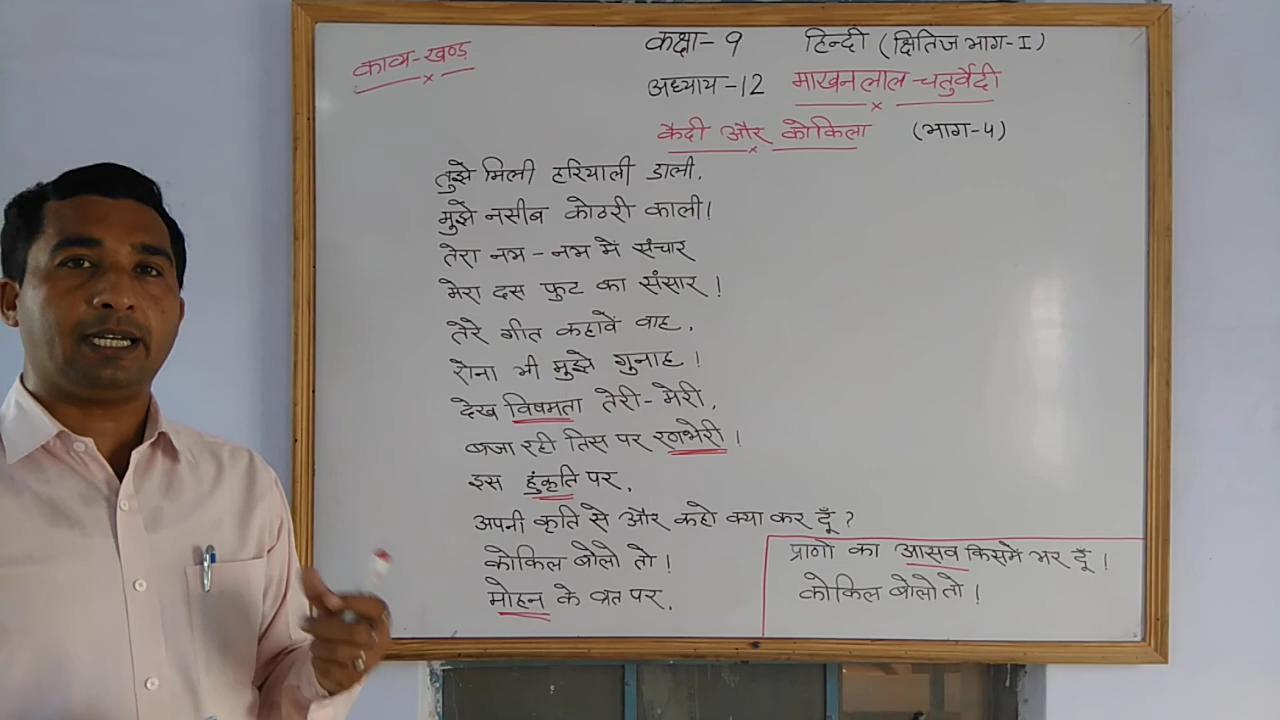 काव्य-खण्ड
कक्षा-9 हिन्दी (क्षितिज भाग-I)
अध्याय-12 माखनलाल-चतुर्वेदी
कैदी और कोकिला (भाग-4)
तुझे मिली हरियाली डाली,
मुझे नसीब कोठरी काली।
तेरा नभ-नभ में संचार
मेरा दस फुट का संसार!
तेरे गीत कहावें वाह,
रोना भी मुझे गुनाह!
देख विषमता तेरी-मेरी,
बजा रही तिस पर रणभेरी!
इस हुंकृति पर,
अपनी कृति से और कहो क्या कर दूँ?
कोकिल बोलो तो!
मोहन के व्रत पर,
प्राणों का आसव किसमें भर दूँ।
कोकिल बोलो तो!